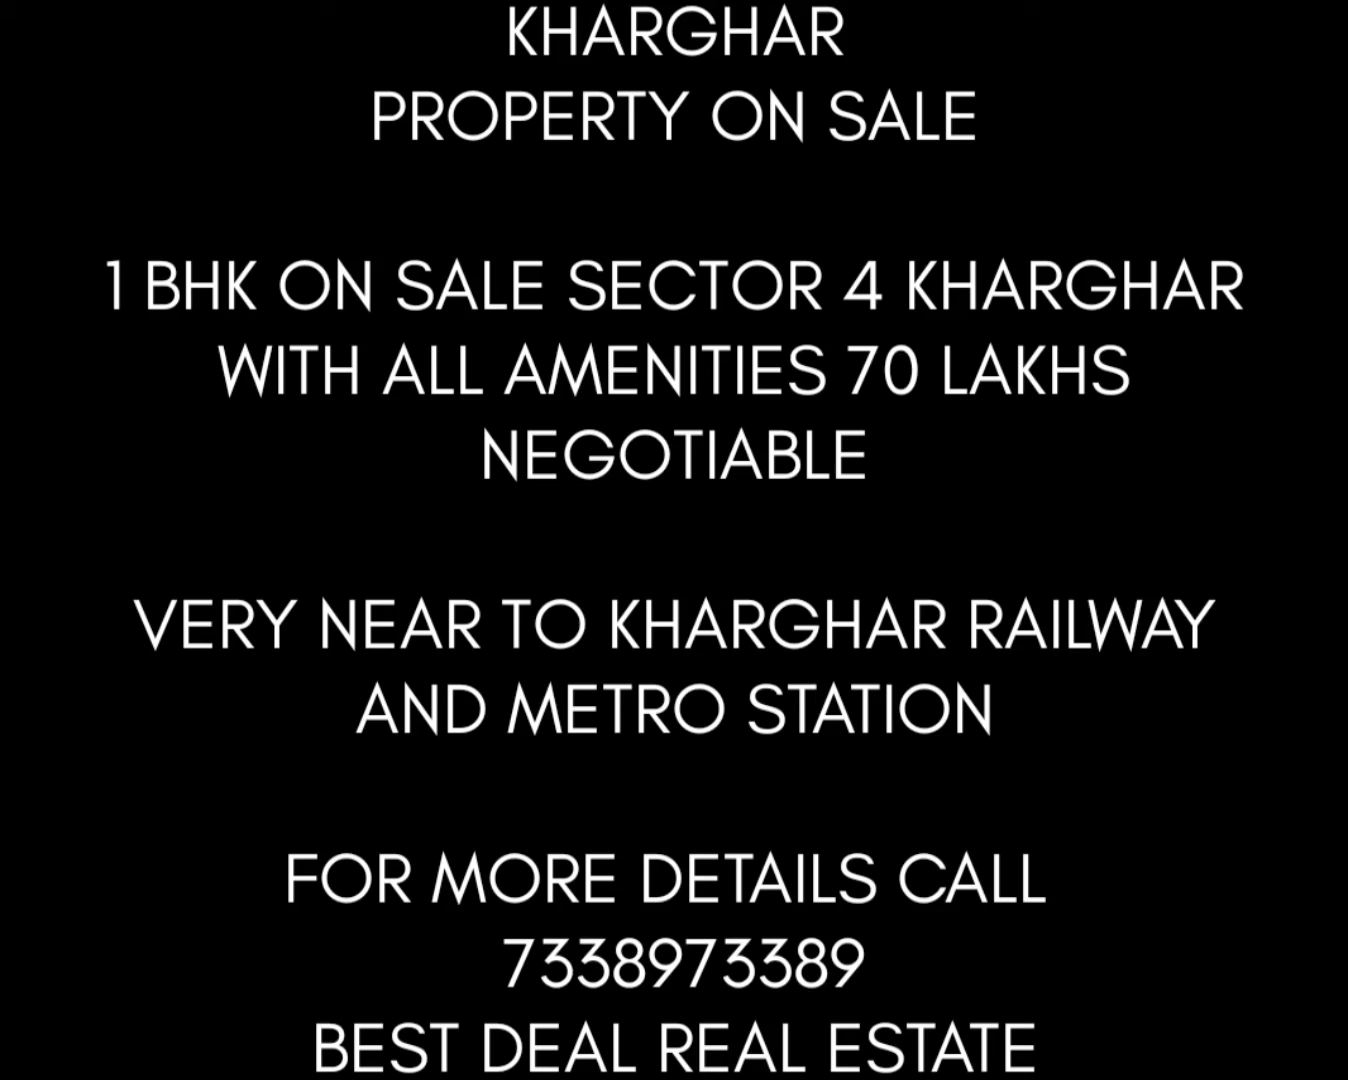 KHARGHAR
PROPERTY ON SALE
1 BHK ON SALE SECTOR 4 KHARGHAR
WITH ALL AMENITIES 70 LAKHS
NEGOTIABLE
VERY NEAR TO KHARGHAR RAILWAY
AND METRO STATION
FOR MORE DETAILS CALL
7338973389
BEST DEAL REAL ESTATE